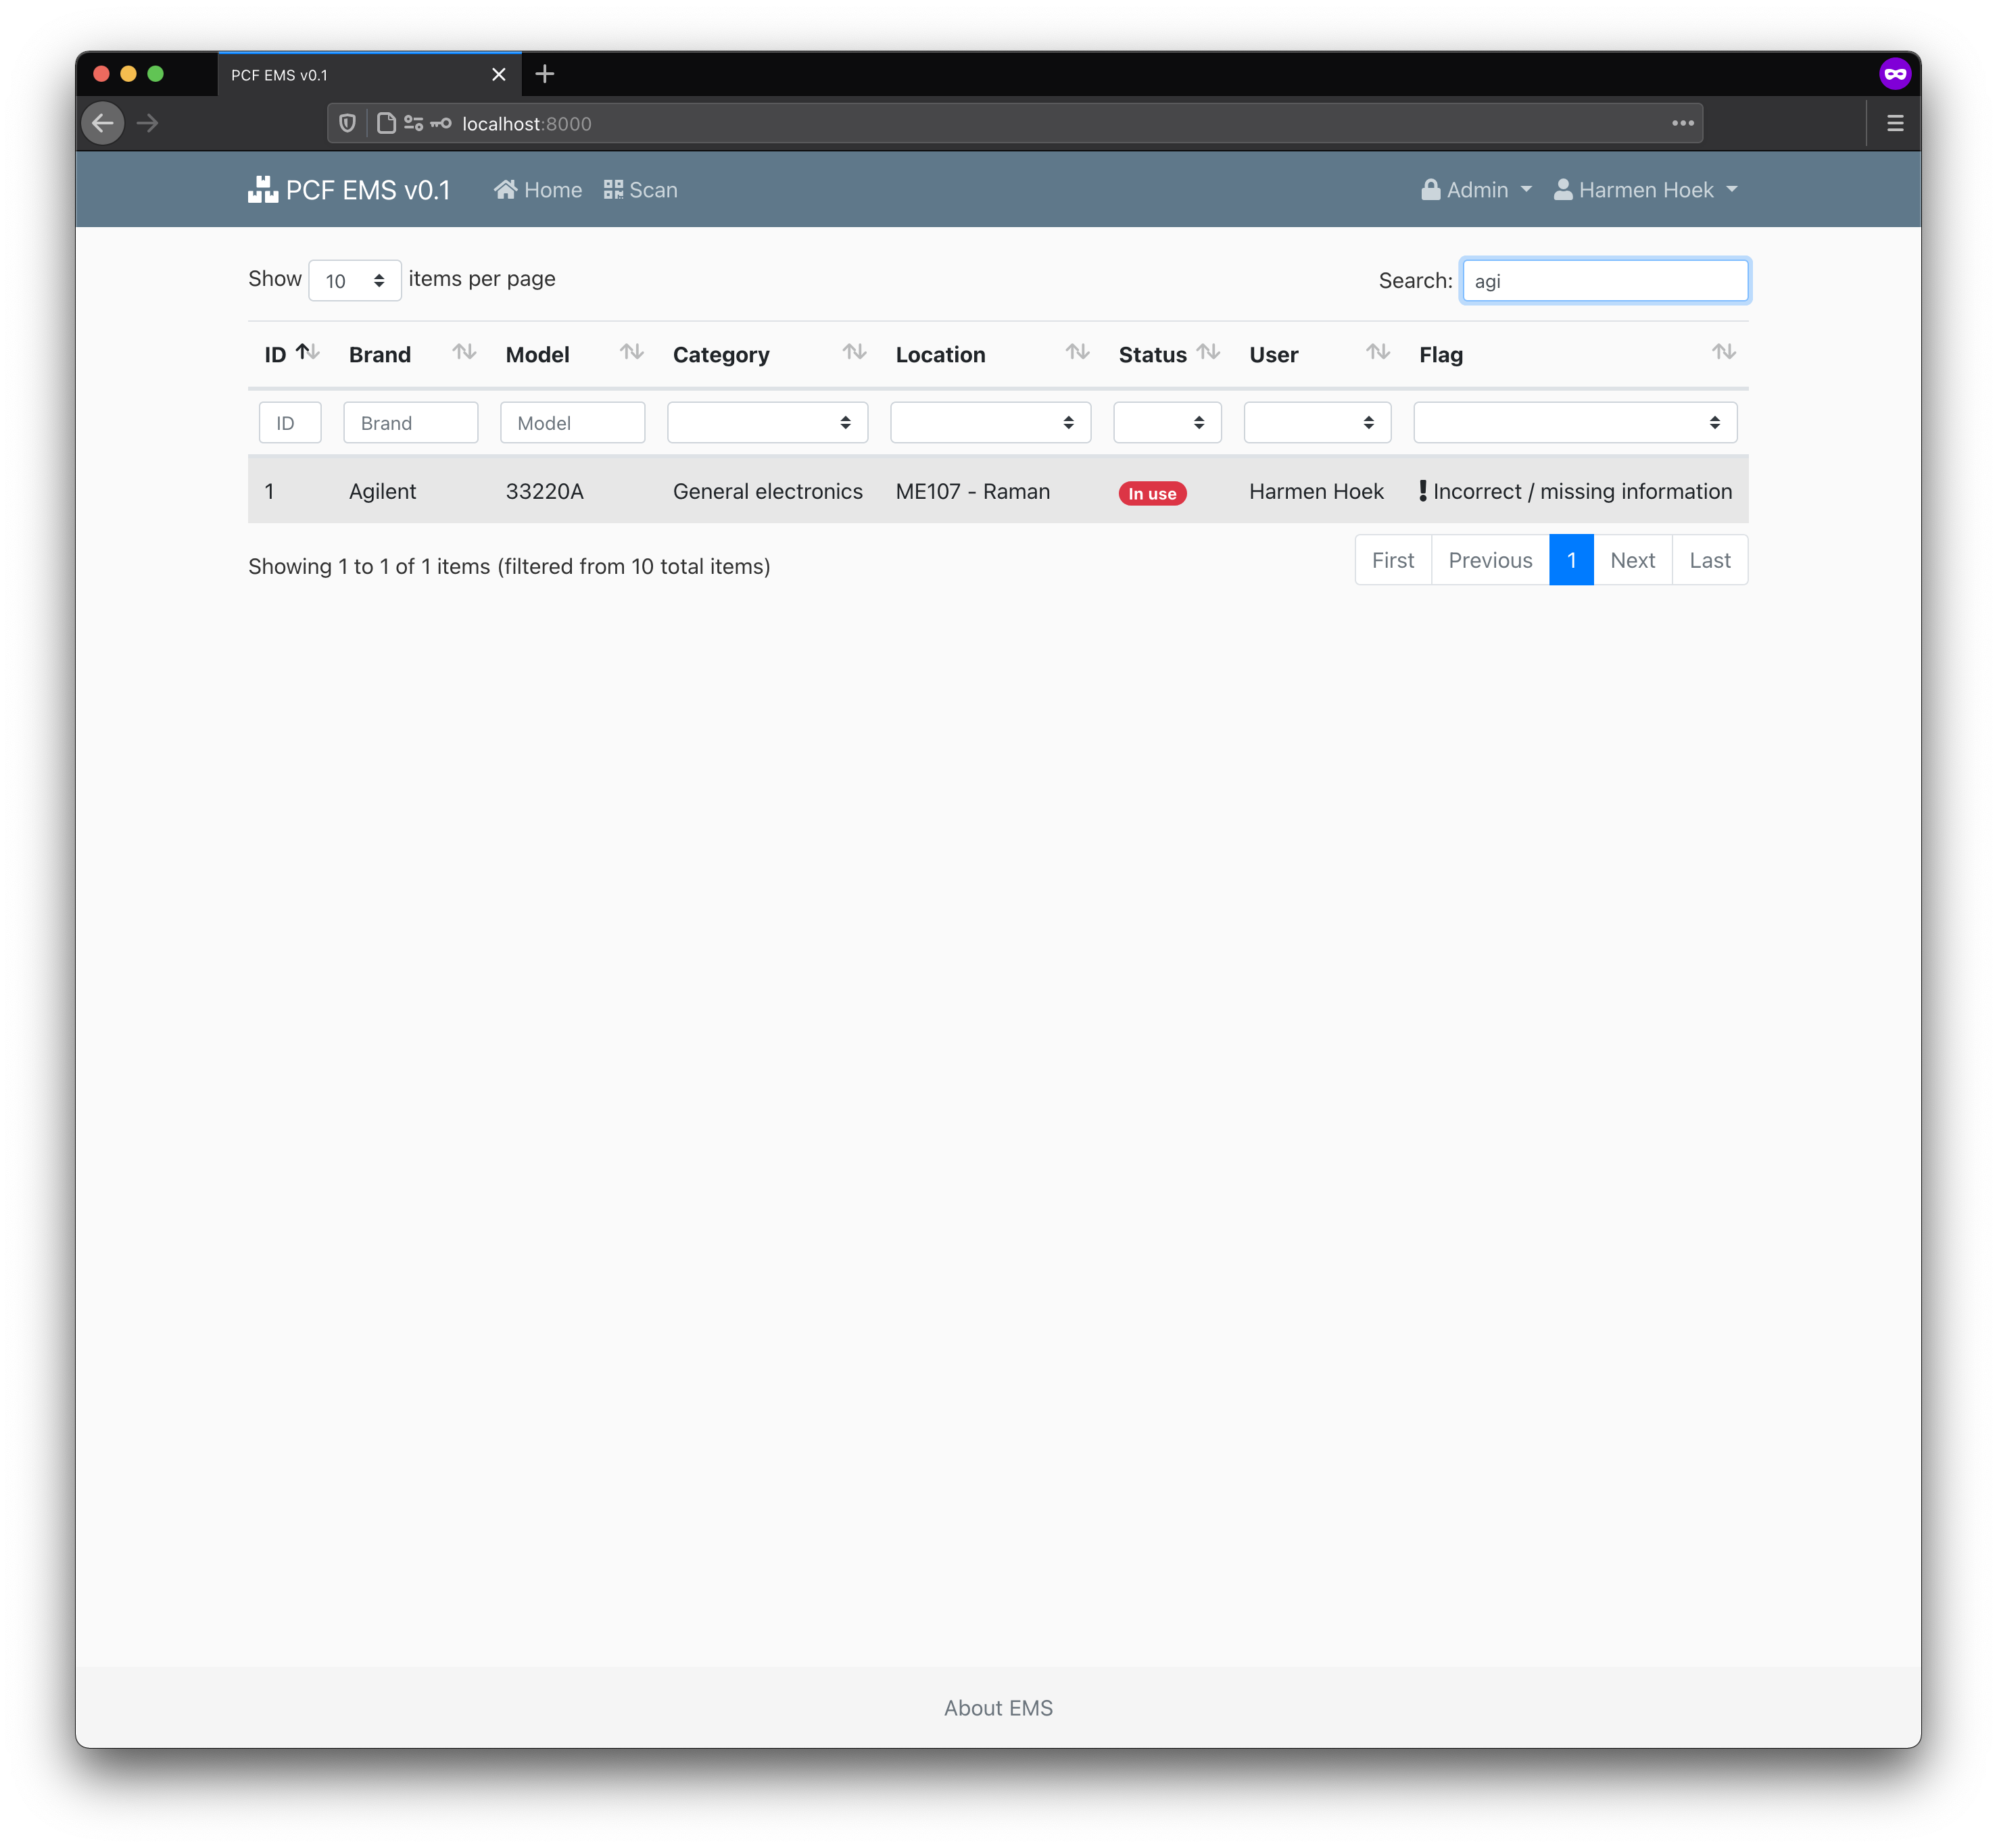 PCF EMS v0.1
localhost:8000
PCF EMS v0.1 Home Scan Admin Harmen Hoek
Show 10 items per page Search: agi
ID Brand Model Category Location Status User Flag
ID Brand Model
1 Agilent 33220A General electronics ME107 - Raman In use Harmen Hoek Incorrect / missing information
Showing 1 to 1 of 1 items (filtered from 10 total items) First Previous 1 Next Last
About EMS